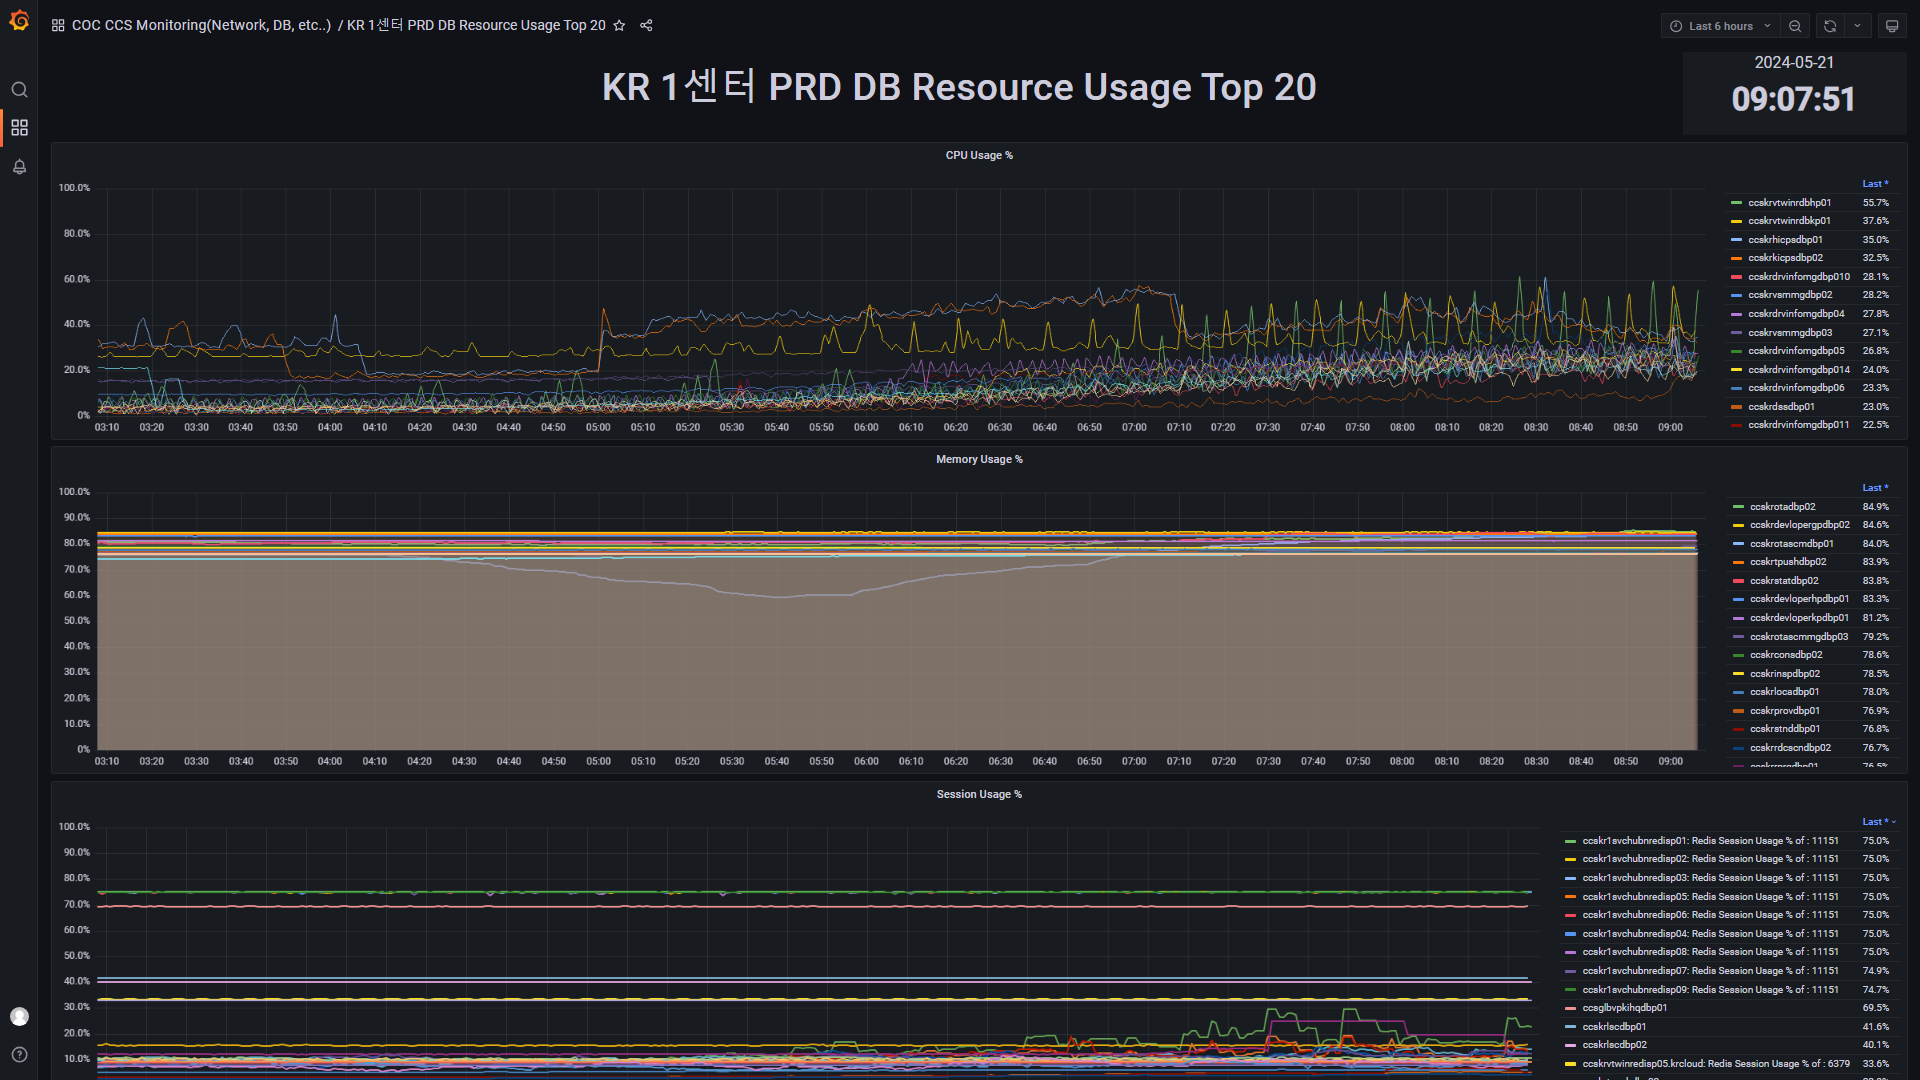 COC CCS Monitoring(Network, DB, etc..) / KR 1센터 PRD DB Resource Usage Top 20
Last 6 hours
KR 1센터 PRD DB Resource Usage Top 20
2024-05-21
09:07:51
CPU Usage %
100.0%
80.0%
60.0%
40.0%
20.0%
0%
03:10 03:20 03:30 03:40 03:50 04:00 04:10 04:20 04:30 04:40 04:50 05:00 05:10 05:20 05:30 05:40 05:50 06:00 06:10 06:20 06:30 06:40 06:50 07:00 07:10 07:20 07:30 07:40 07:50 08:00 08:10 08:20 08:30 08:40 08:50 09:00
Last *
ccskrvtwinrdbhp01 55.7%
ccskrvtwinrdbkp01 37.6%
ccskrhicpsdbp01 35.0%
ccskrkicpsdbp02 32.5%
ccskrdrvinfomgdbp010 28.1%
ccskrvsmmgdbp02 28.2%
ccskrdrvinfomgdbp04 27.8%
ccskrvsmmgdbp03 27.1%
ccskrdrvinfomgdbp05 26.8%
ccskrdrvinfomgdbp014 24.0%
ccskrdrvinfomgdbp06 23.3%
ccskrdssdbp01 23.0%
ccskrdrvinfomgdbp011 22.5%
Memory Usage %
100.0%
90.0%
80.0%
70.0%
60.0%
50.0%
40.0%
30.0%
20.0%
10.0%
0%
03:10 03:20 03:30 03:40 03:50 04:00 04:10 04:20 04:30 04:40 04:50 05:00 05:10 05:20 05:30 05:40 05:50 06:00 06:10 06:20 06:30 06:40 06:50 07:00 07:10 07:20 07:30 07:40 07:50 08:00 08:10 08:20 08:30 08:40 08:50 09:00
Last *
ccskrotadbp02 84.9%
ccskrdevlopergpdbp02 84.6%
ccskrotascmdbp01 84.0%
ccskrtpushdbp02 83.9%
ccskrstatdbp02 83.8%
ccskrdevloperhpdbp01 83.3%
ccskrdevloperkpdbp01 81.2%
ccskrotascmmgdbp03 79.2%
ccskrconsdbp02 78.6%
ccskrinspdbp02 78.5%
ccskrlocadbp01 78.0%
ccskrprovdbp01 76.9%
ccskrstnddbp01 76.8%
ccskrrdcscndbp02 76.7%
76.5%
Session Usage %
100.0%
90.0%
80.0%
70.0%
60.0%
50.0%
40.0%
30.0%
20.0%
10.0%
Last *
ccskr1svchubnredisp01: Redis Session Usage % of : 11151 75.0%
ccskr1svchubnredisp02: Redis Session Usage % of : 11151 75.0%
ccskr1svchubnredisp03: Redis Session Usage % of : 11151 75.0%
ccskr1svchubnredisp05: Redis Session Usage % of : 11151 75.0%
ccskr1svchubnredisp06: Redis Session Usage % of : 11151 75.0%
ccskr1svchubnredisp04: Redis Session Usage % of : 11151 75.0%
ccskr1svchubnredisp08: Redis Session Usage % of : 11151 75.0%
ccskr1svchubnredisp07: Redis Session Usage % of : 11151 74.9%
ccskr1svchubnredisp09: Redis Session Usage % of : 11151 74.7%
ccsglbvpkihqdbp01 69.5%
ccskrlscdbp01 41.6%
ccskrlscdbp02 40.1%
ccskrvtwinredisp05.krcloud: Redis Session Usage % of : 6379 33.6%